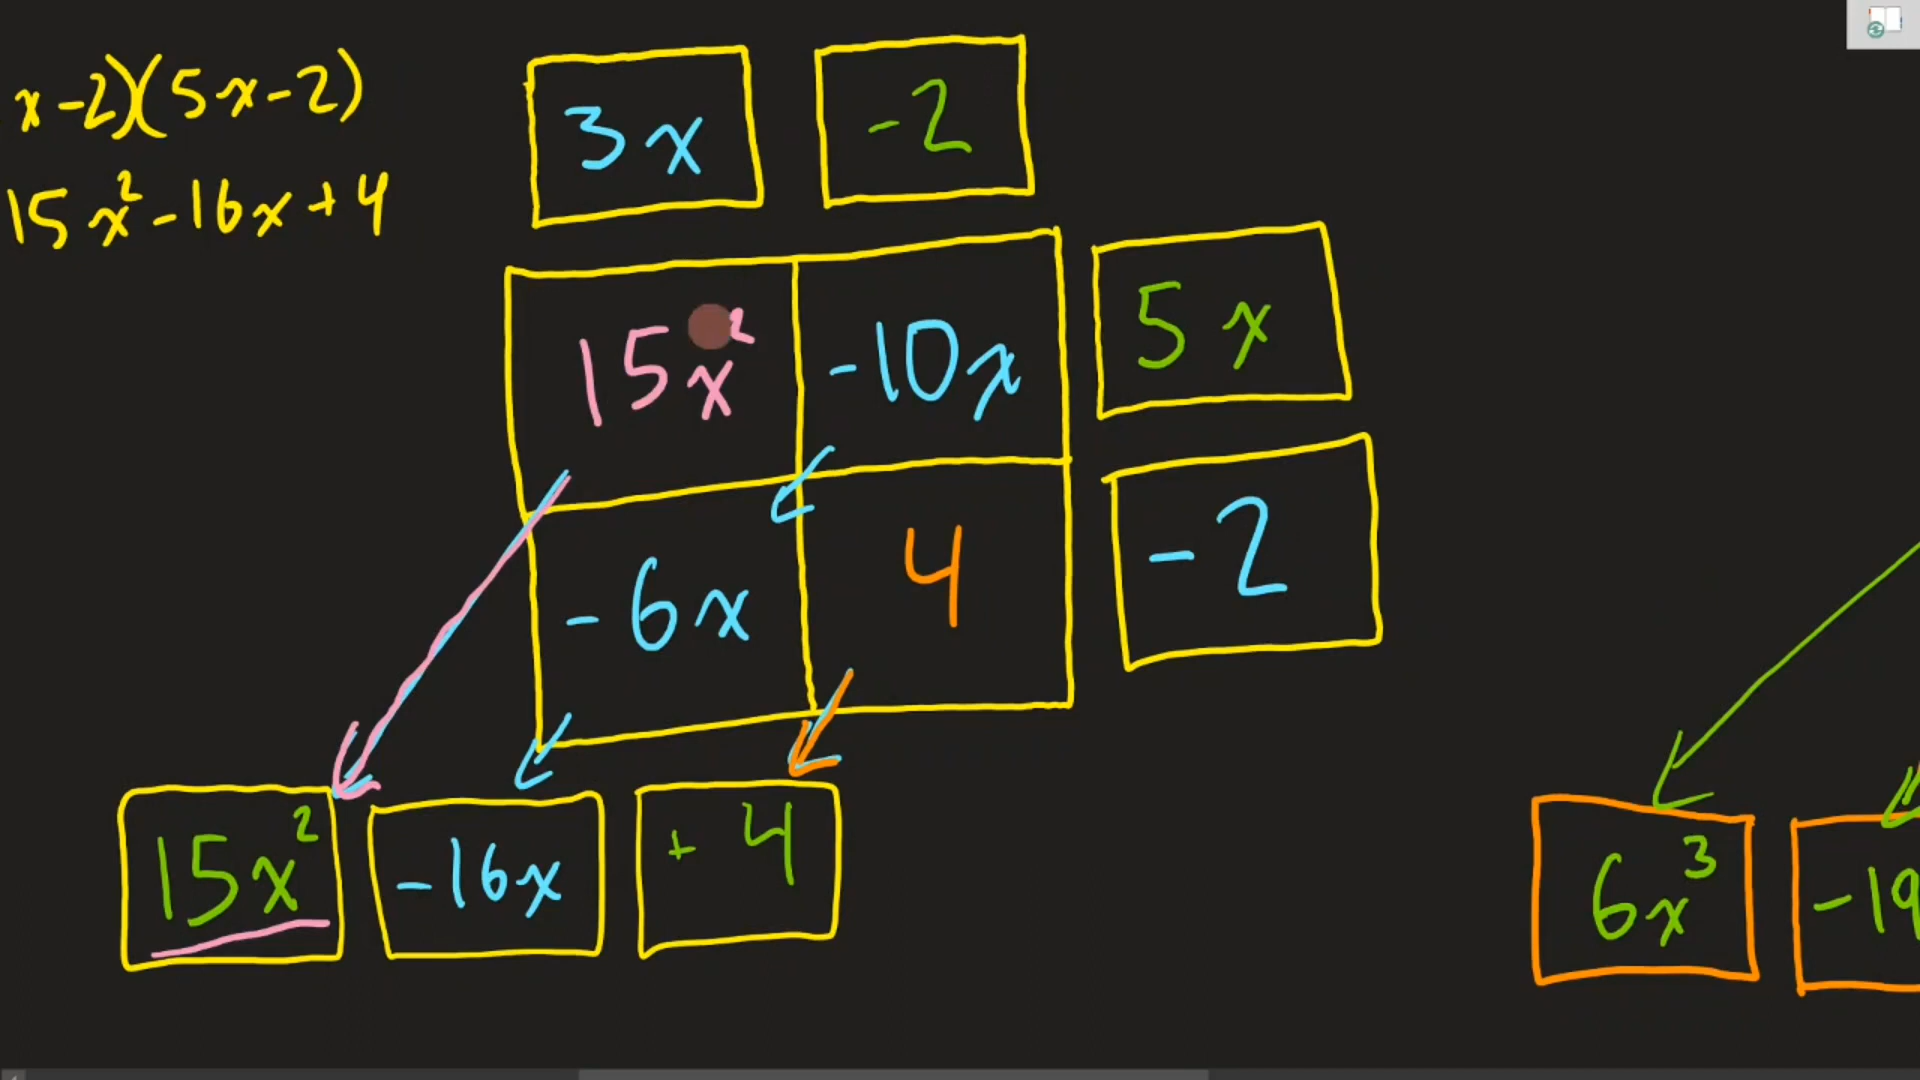 x-2)(5x-2)
15x²-16x+4
3x -2
15x² -10x 5x
-6x 4 -2
15x² -16x +4
6x³ -19